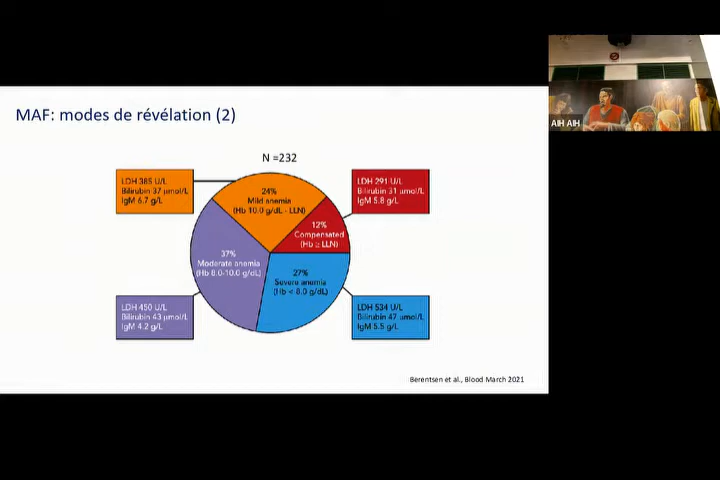 MAF: modes de révélation (2)
N =232
LDH 385 U/L
Bilirubin 37 µmol/L
IgM 6.7 g/L
24%
Mild anemia
(Hb 10.0 g/dL - LLN)
LDH 291 U/L
Bilirubin 31 µmol/L
IgM 5.8 g/L
12%
Compensated
(Hb ≥ LLN)
37%
Moderate anemia
(Hb 8.0-10.0 g/dL)
27%
Severe anemia
(Hb < 8.0 g/dL)
LDH 450 U/L
Bilirubin 43 µmol/L
IgM 4.2 g/L
LDH 534 U/L
Bilirubin 47 µmol/L
IgM 5.5 g/L
Berentsen et al., Blood March 2021
AIH AIH